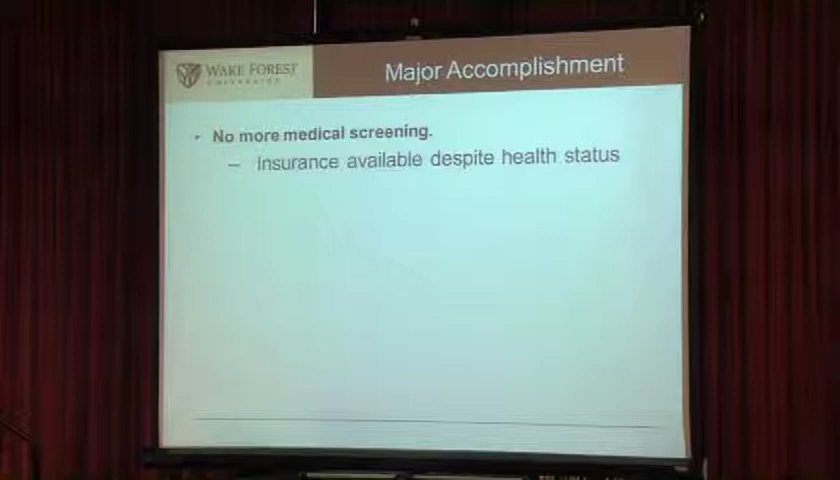 WAKE FOREST
UNIVERSITY
Major Accomplishment
• No more medical screening.
– Insurance available despite health status